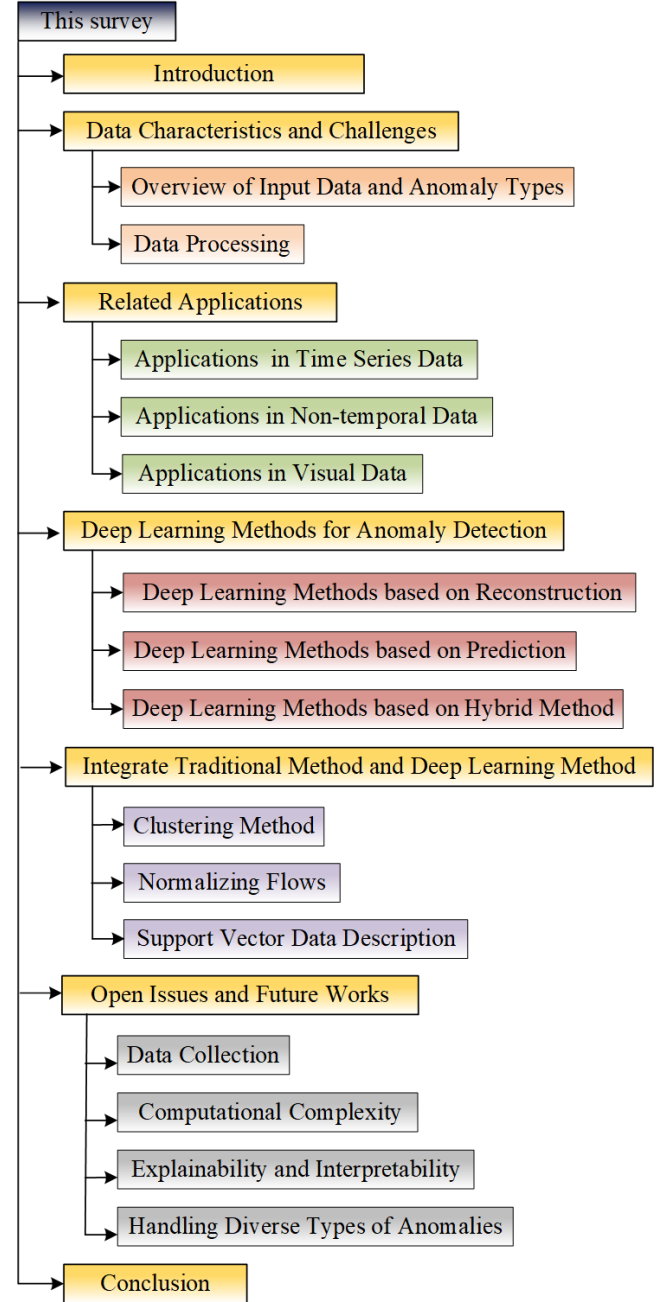 This survey
Introduction
Data Characteristics and Challenges
Overview of Input Data and Anomaly Types
Data Processing
Related Applications
Applications in Time Series Data
Applications in Non-temporal Data
Applications in Visual Data
Deep Learning Methods for Anomaly Detection
Deep Learning Methods based on Reconstruction
Deep Learning Methods based on Prediction
Deep Learning Methods based on Hybrid Method
Integrate Traditional Method and Deep Learning Method
Clustering Method
Normalizing Flows
Support Vector Data Description
Open Issues and Future Works
Data Collection
Computational Complexity
Explainability and Interpretability
Handling Diverse Types of Anomalies
Conclusion